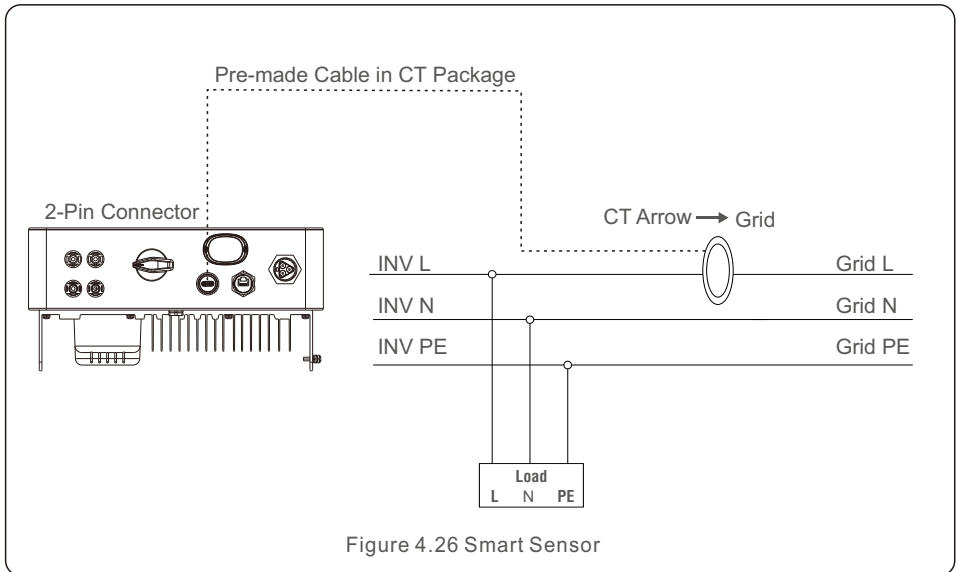 Pre-made Cable in CT Package
2-Pin Connector
CT Arrow → Grid
INV L
Grid L
INV N
Grid N
INV PE
Grid PE
Load
L N PE
Figure 4.26 Smart Sensor